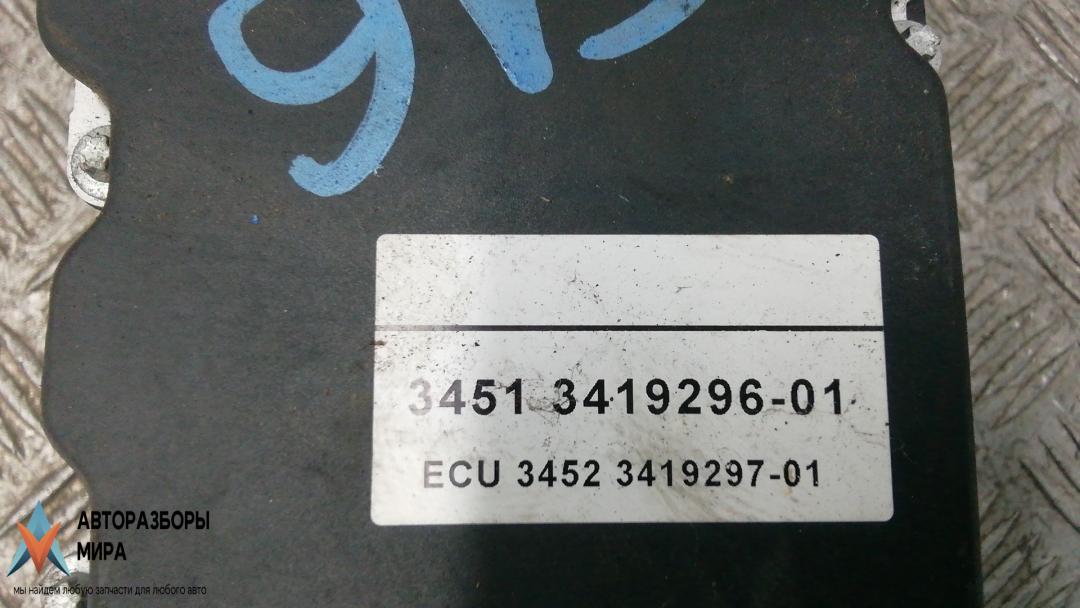 3451 3419296-01
ECU 3452 3419297-01
АВТОРАЗБОРЫ
МИРА
мы найдем любую запчасти для любого авто